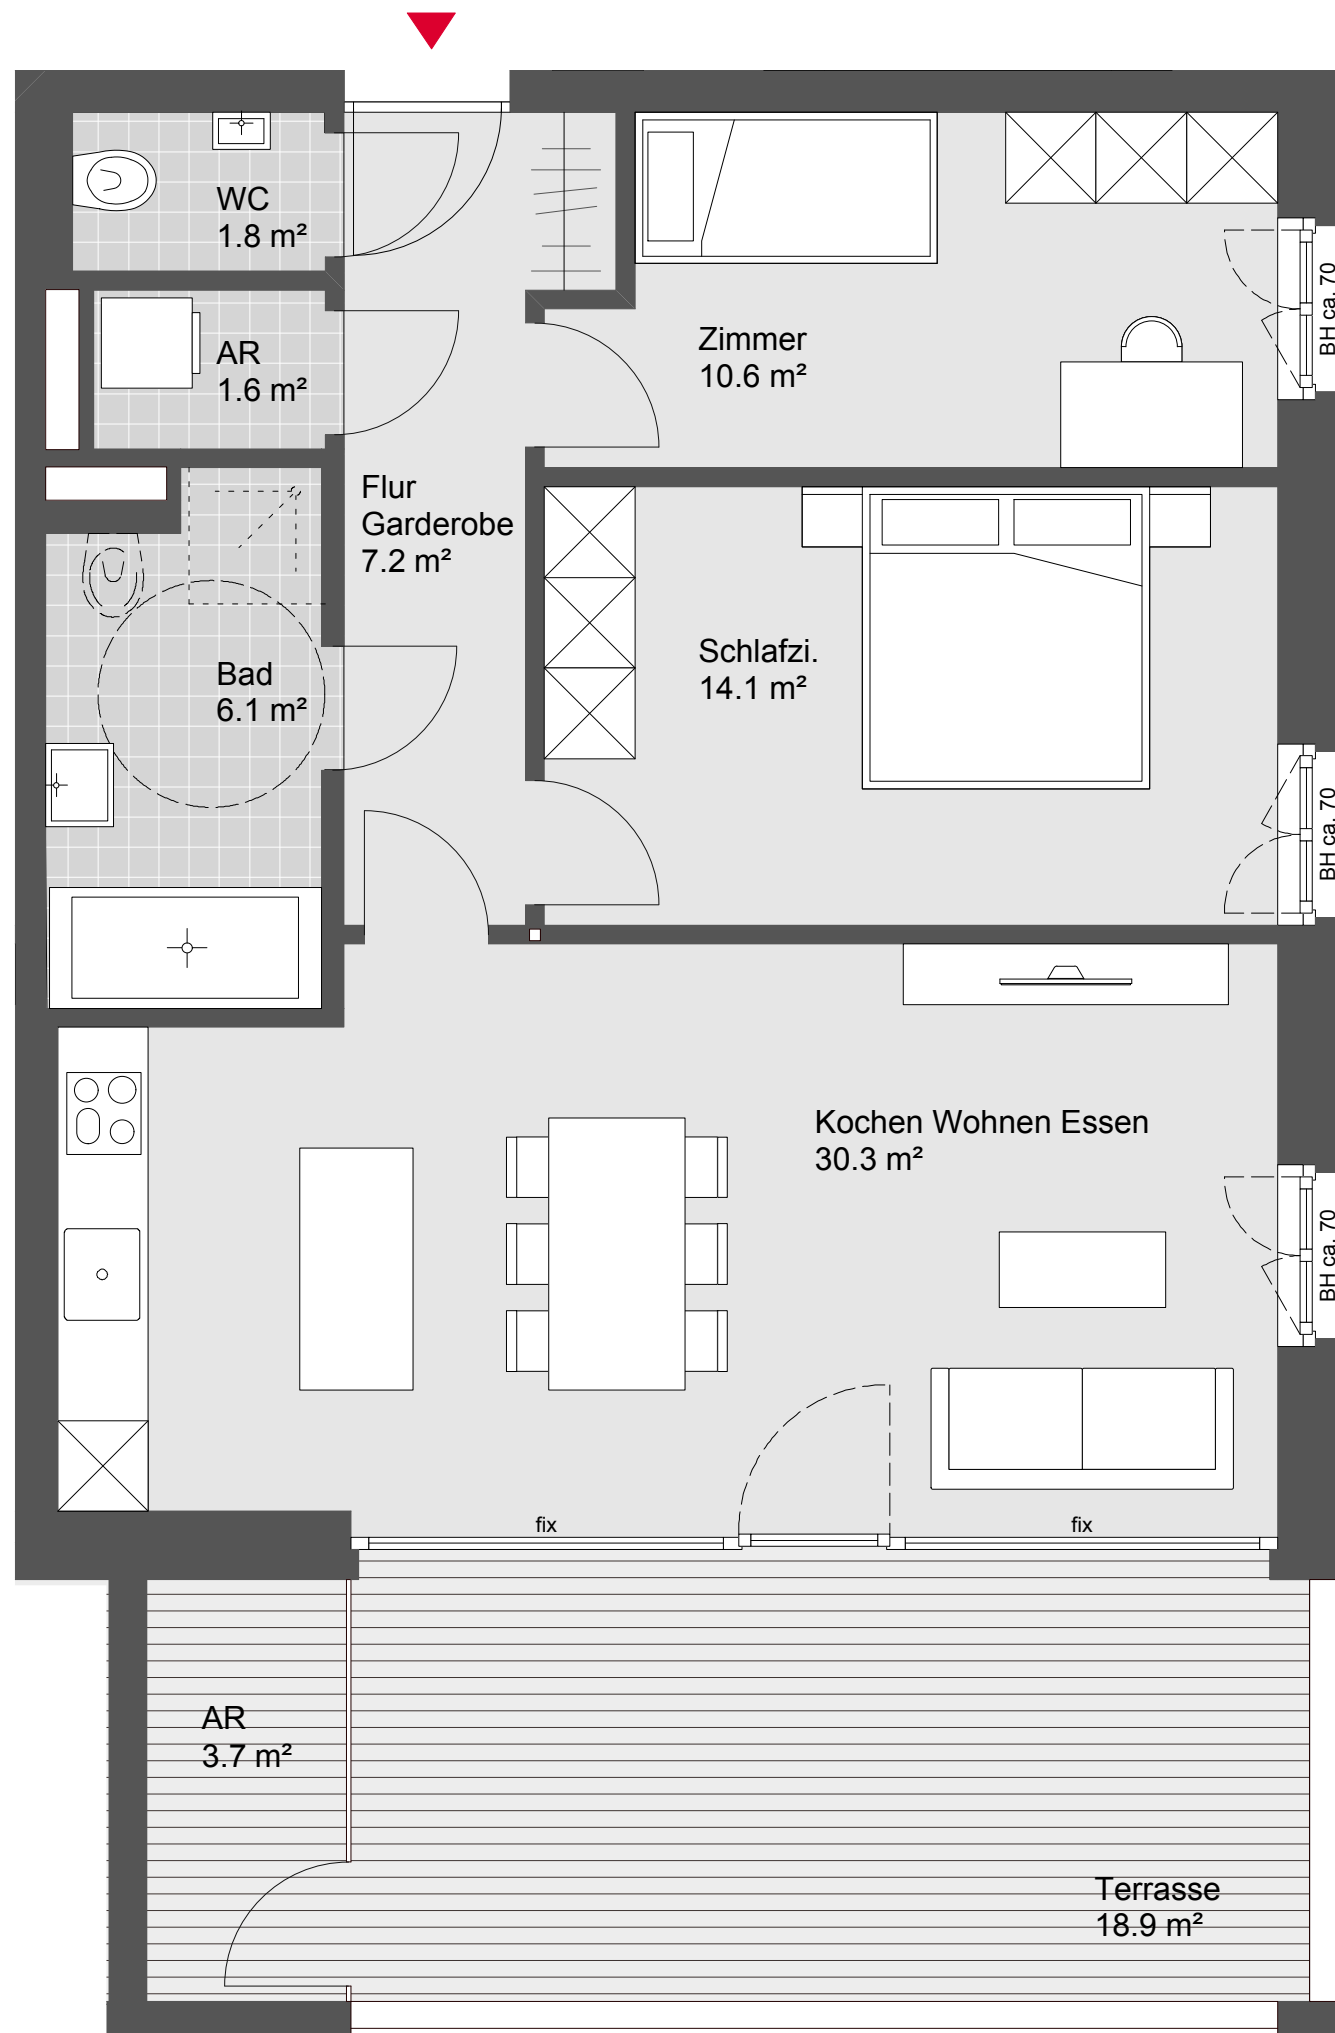 WC
1.8 m²
BH ca. 70
Zimmer
10.6 m²
AR
1.6 m²
Flur
Garderobe
7.2 m²
Schlafzi.
14.1 m²
Bad
6.1 m²
BH ca. 70
Kochen Wohnen Essen
30.3 m²
BH ca. 70
fix
fix
AR
3.7 m²
Terrasse
18.9 m²